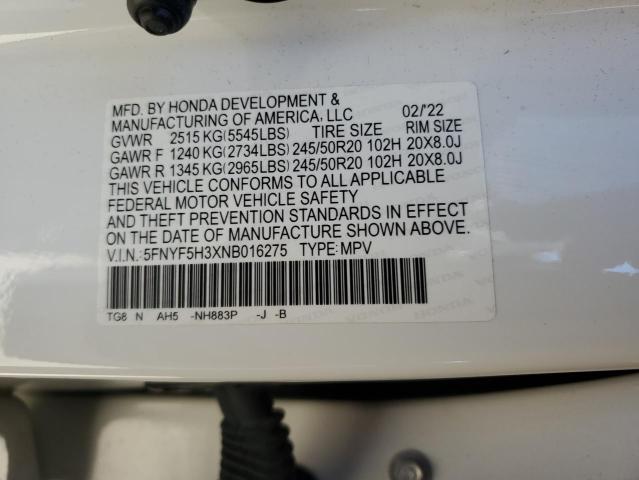 MFD. BY HONDA DEVELOPMENT &
MANUFACTURING OF AMERICA, LLC 02/'22
GVWR 2515 KG(5545LBS) TIRE SIZE RIM SIZE
GAWR F 1240 KG(2734LBS) 245/50R20 102H 20X8.0J
GAWR R 1345 KG(2965LBS) 245/50R20 102H 20X8.0J
THIS VEHICLE CONFORMS TO ALL APPLICABLE
FEDERAL MOTOR VEHICLE SAFETY
AND THEFT PREVENTION STANDARDS IN EFFECT
ON THE DATE OF MANUFACTURE SHOWN ABOVE.
V.I.N.:5FNYF5H3XNB016275 TYPE:MPV
TG8 N AH5 -NH883P -J -B